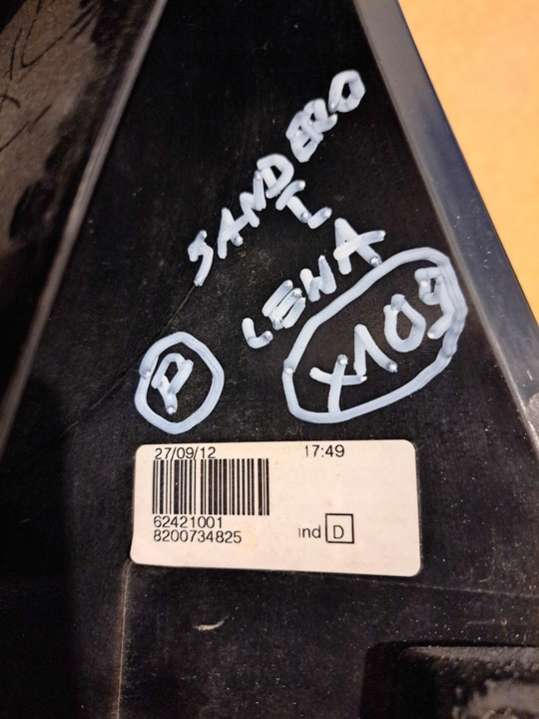 SANDERO
I
LEWA
X109
P
27/09/12 17:49
62421001
8200734825 ind D